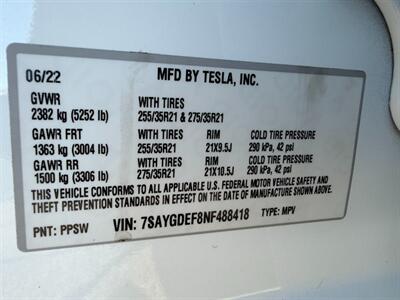 06/22 MFD BY TESLA, INC.
GVWR WITH TIRES
2382 kg (5252 lb) 255/35R21 & 275/35R21
GAWR FRT WITH TIRES RIM COLD TIRE PRESSURE
1363 kg (3004 lb) 255/35R21 21X9.5J 290 kPa, 42 psi
GAWR RR WITH TIRES RIM COLD TIRE PRESSURE
1500 kg (3306 lb) 275/35R21 21X10.5J 290 kPa, 42 psi
THIS VEHICLE CONFORMS TO ALL APPLICABLE U.S. FEDERAL MOTOR VEHICLE SAFETY AND
THEFT PREVENTION STANDARDS IN EFFECT ON THE DATE OF MANUFACTURE SHOWN ABOVE.
PNT: PPSW VIN: 7SAYGDEF8NF488418 TYPE: MPV